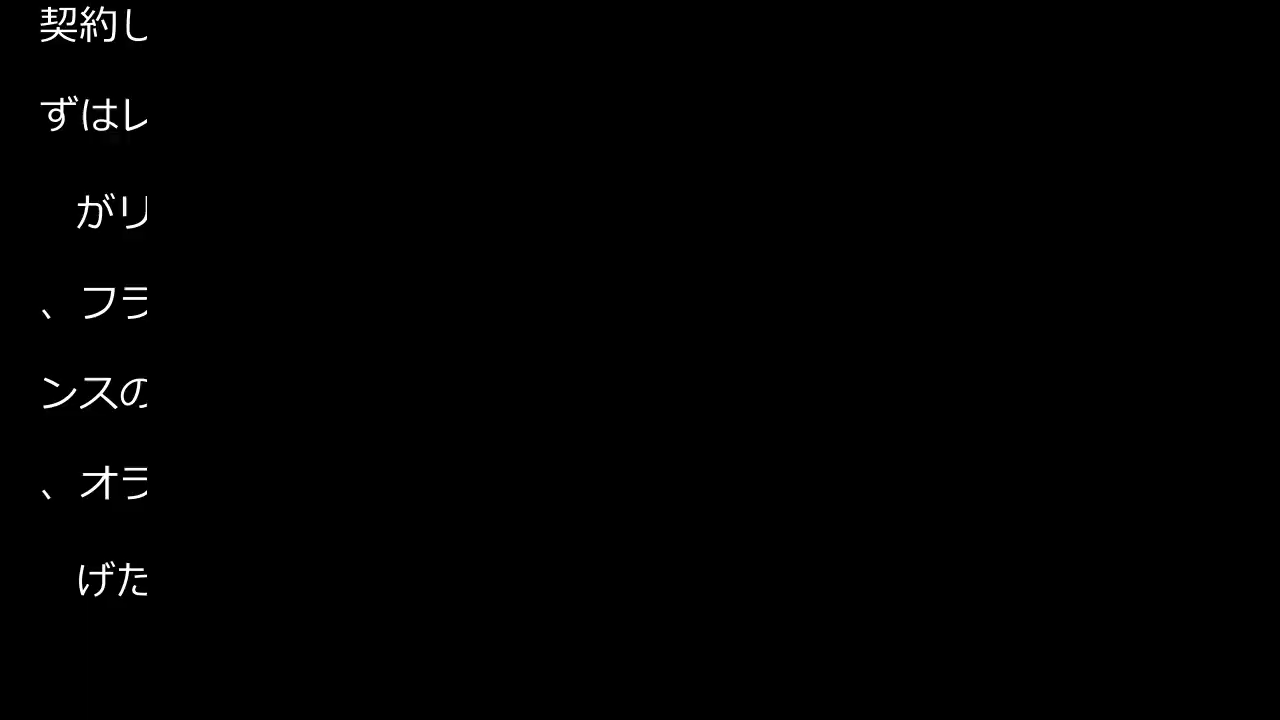 契約し
ずはレ
がリ
、フラ
ンスの
、オラ
げた